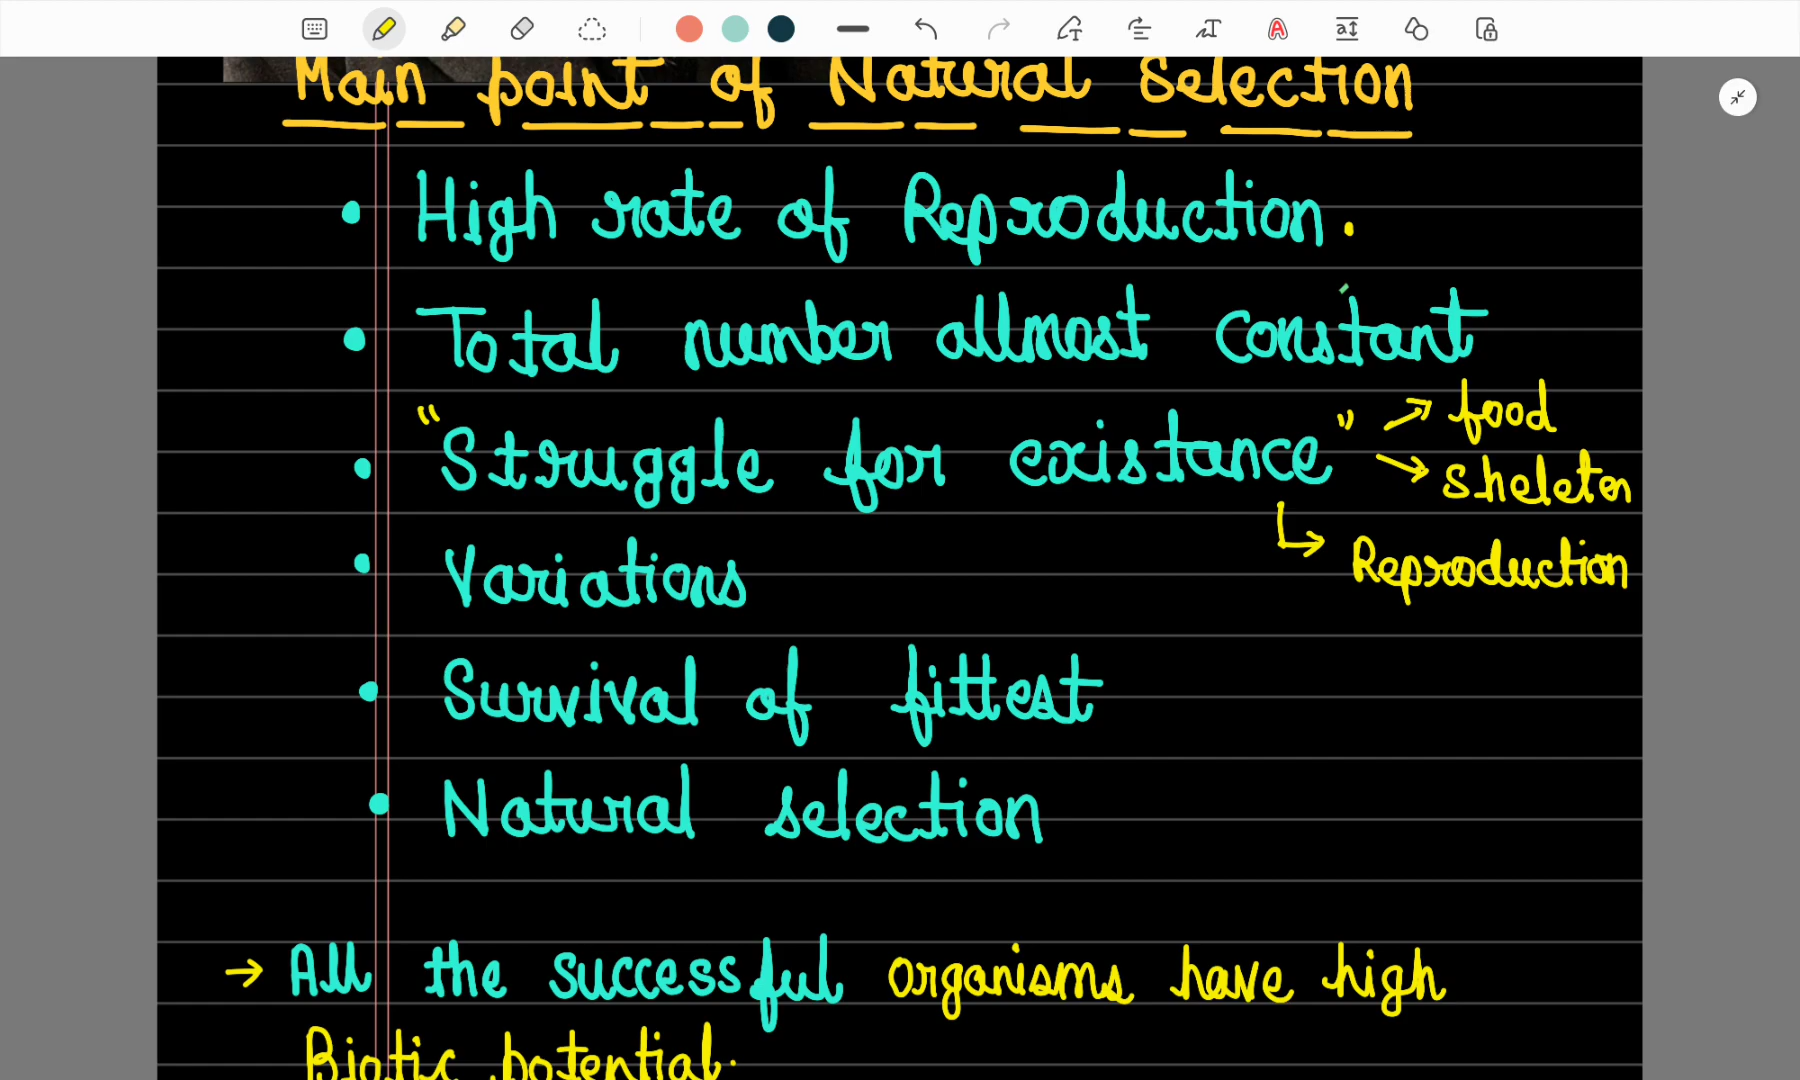 Main point of Natural Selection
• High rate of Reproduction.
• Total number allmost constant
• "Struggle for existance" → food
→ sheleton
↳ Reproduction
• Variations
• Survival of fittest
• Natural selection
→ All the successful organisms have high
Biotic potential.